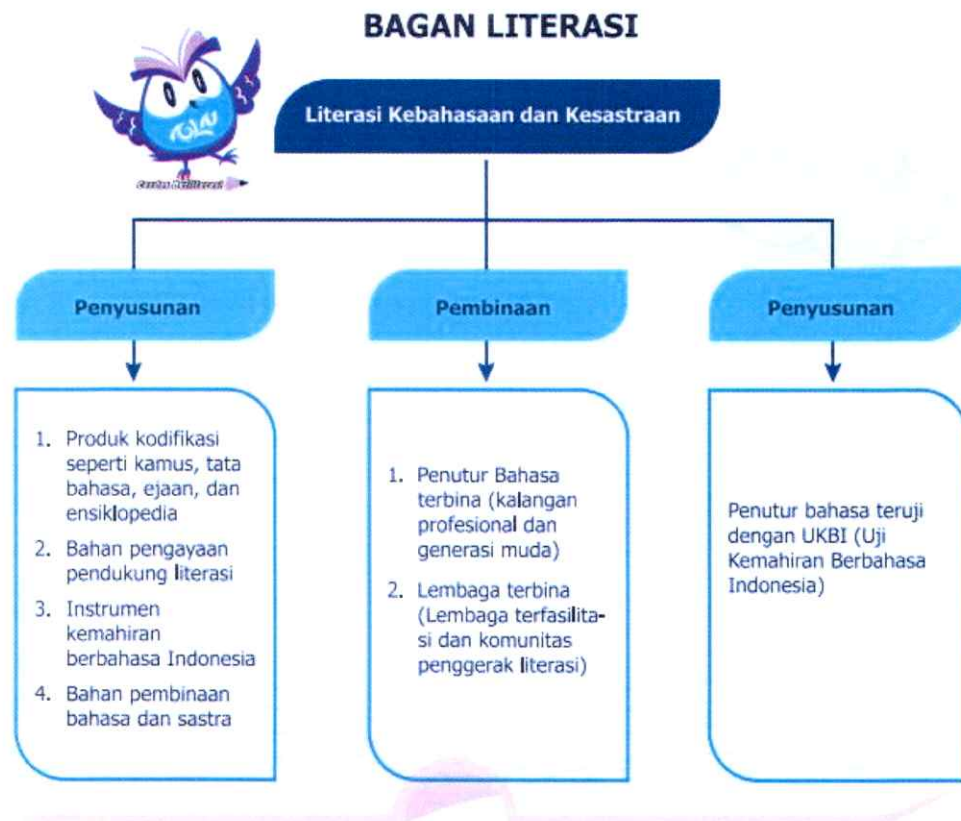 BAGAN LITERASI
Literasi Kebahasaan dan Kesastraan
Cerdas Berliterasi
Penyusunan
1. Produk kodifikasi
seperti kamus, tata
bahasa, ejaan, dan
ensiklopedia
2. Bahan pengayaan
pendukung literasi
3. Instrumen
kemahiran
berbahasa Indonesia
4. Bahan pembinaan
bahasa dan sastra
Pembinaan
1. Penutur Bahasa
terbina (kalangan
profesional dan
generasi muda)
2. Lembaga terbina
(Lembaga terfasilita-
si dan komunitas
penggerak literasi)
Penyusunan
Penutur bahasa teruji
dengan UKBI (Uji
Kemahiran Berbahasa
Indonesia)